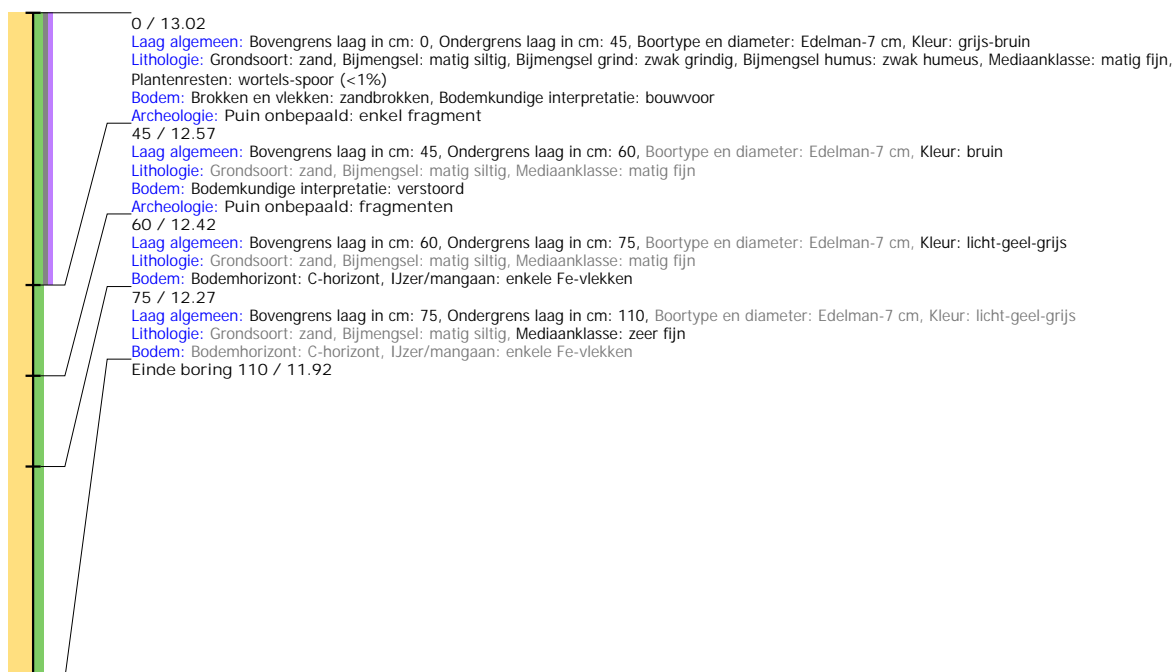 0 / 13.02
Laag algemeen: Bovengrens laag in cm: 0, Ondergrens laag in cm: 45, Boortype en diameter: Edelman-7 cm, Kleur: grijs-bruin
Lithologie: Grondsoort: zand, Bijmengsel: matig siltig, Bijmengsel grind: zwak grindig, Bijmengsel humus: zwak humeus, Mediaanklasse: matig fijn,
Plantenresten: wortels-spoor (<1%)
Bodem: Brokken en vlekken: zandbrokken, Bodemkundige interpretatie: bouwvoor
Archeologie: Puin onbepaald: enkel fragment
45 / 12.57
Laag algemeen: Bovengrens laag in cm: 45, Ondergrens laag in cm: 60, Boortype en diameter: Edelman-7 cm, Kleur: bruin
Lithologie: Grondsoort: zand, Bijmengsel: matig siltig, Mediaanklasse: matig fijn
Bodem: Bodemkundige interpretatie: verstoord
Archeologie: Puin onbepaald: fragmenten
60 / 12.42
Laag algemeen: Bovengrens laag in cm: 60, Ondergrens laag in cm: 75, Boortype en diameter: Edelman-7 cm, Kleur: licht-geel-grijs
Lithologie: Grondsoort: zand, Bijmengsel: matig siltig, Mediaanklasse: matig fijn
Bodem: Bodemhorizont: C-horizont, IJzer/mangaan: enkele Fe-vlekken
75 / 12.27
Laag algemeen: Bovengrens laag in cm: 75, Ondergrens laag in cm: 110, Boortype en diameter: Edelman-7 cm, Kleur: licht-geel-grijs
Lithologie: Grondsoort: zand, Bijmengsel: matig siltig, Mediaanklasse: zeer fijn
Bodem: Bodemhorizont: C-horizont, IJzer/mangaan: enkele Fe-vlekken
Einde boring 110 / 11.92